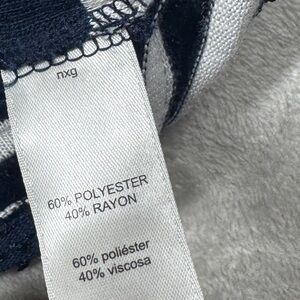 nxg
60% POLYESTER
40% RAYON
60% poliéster
40% viscosa